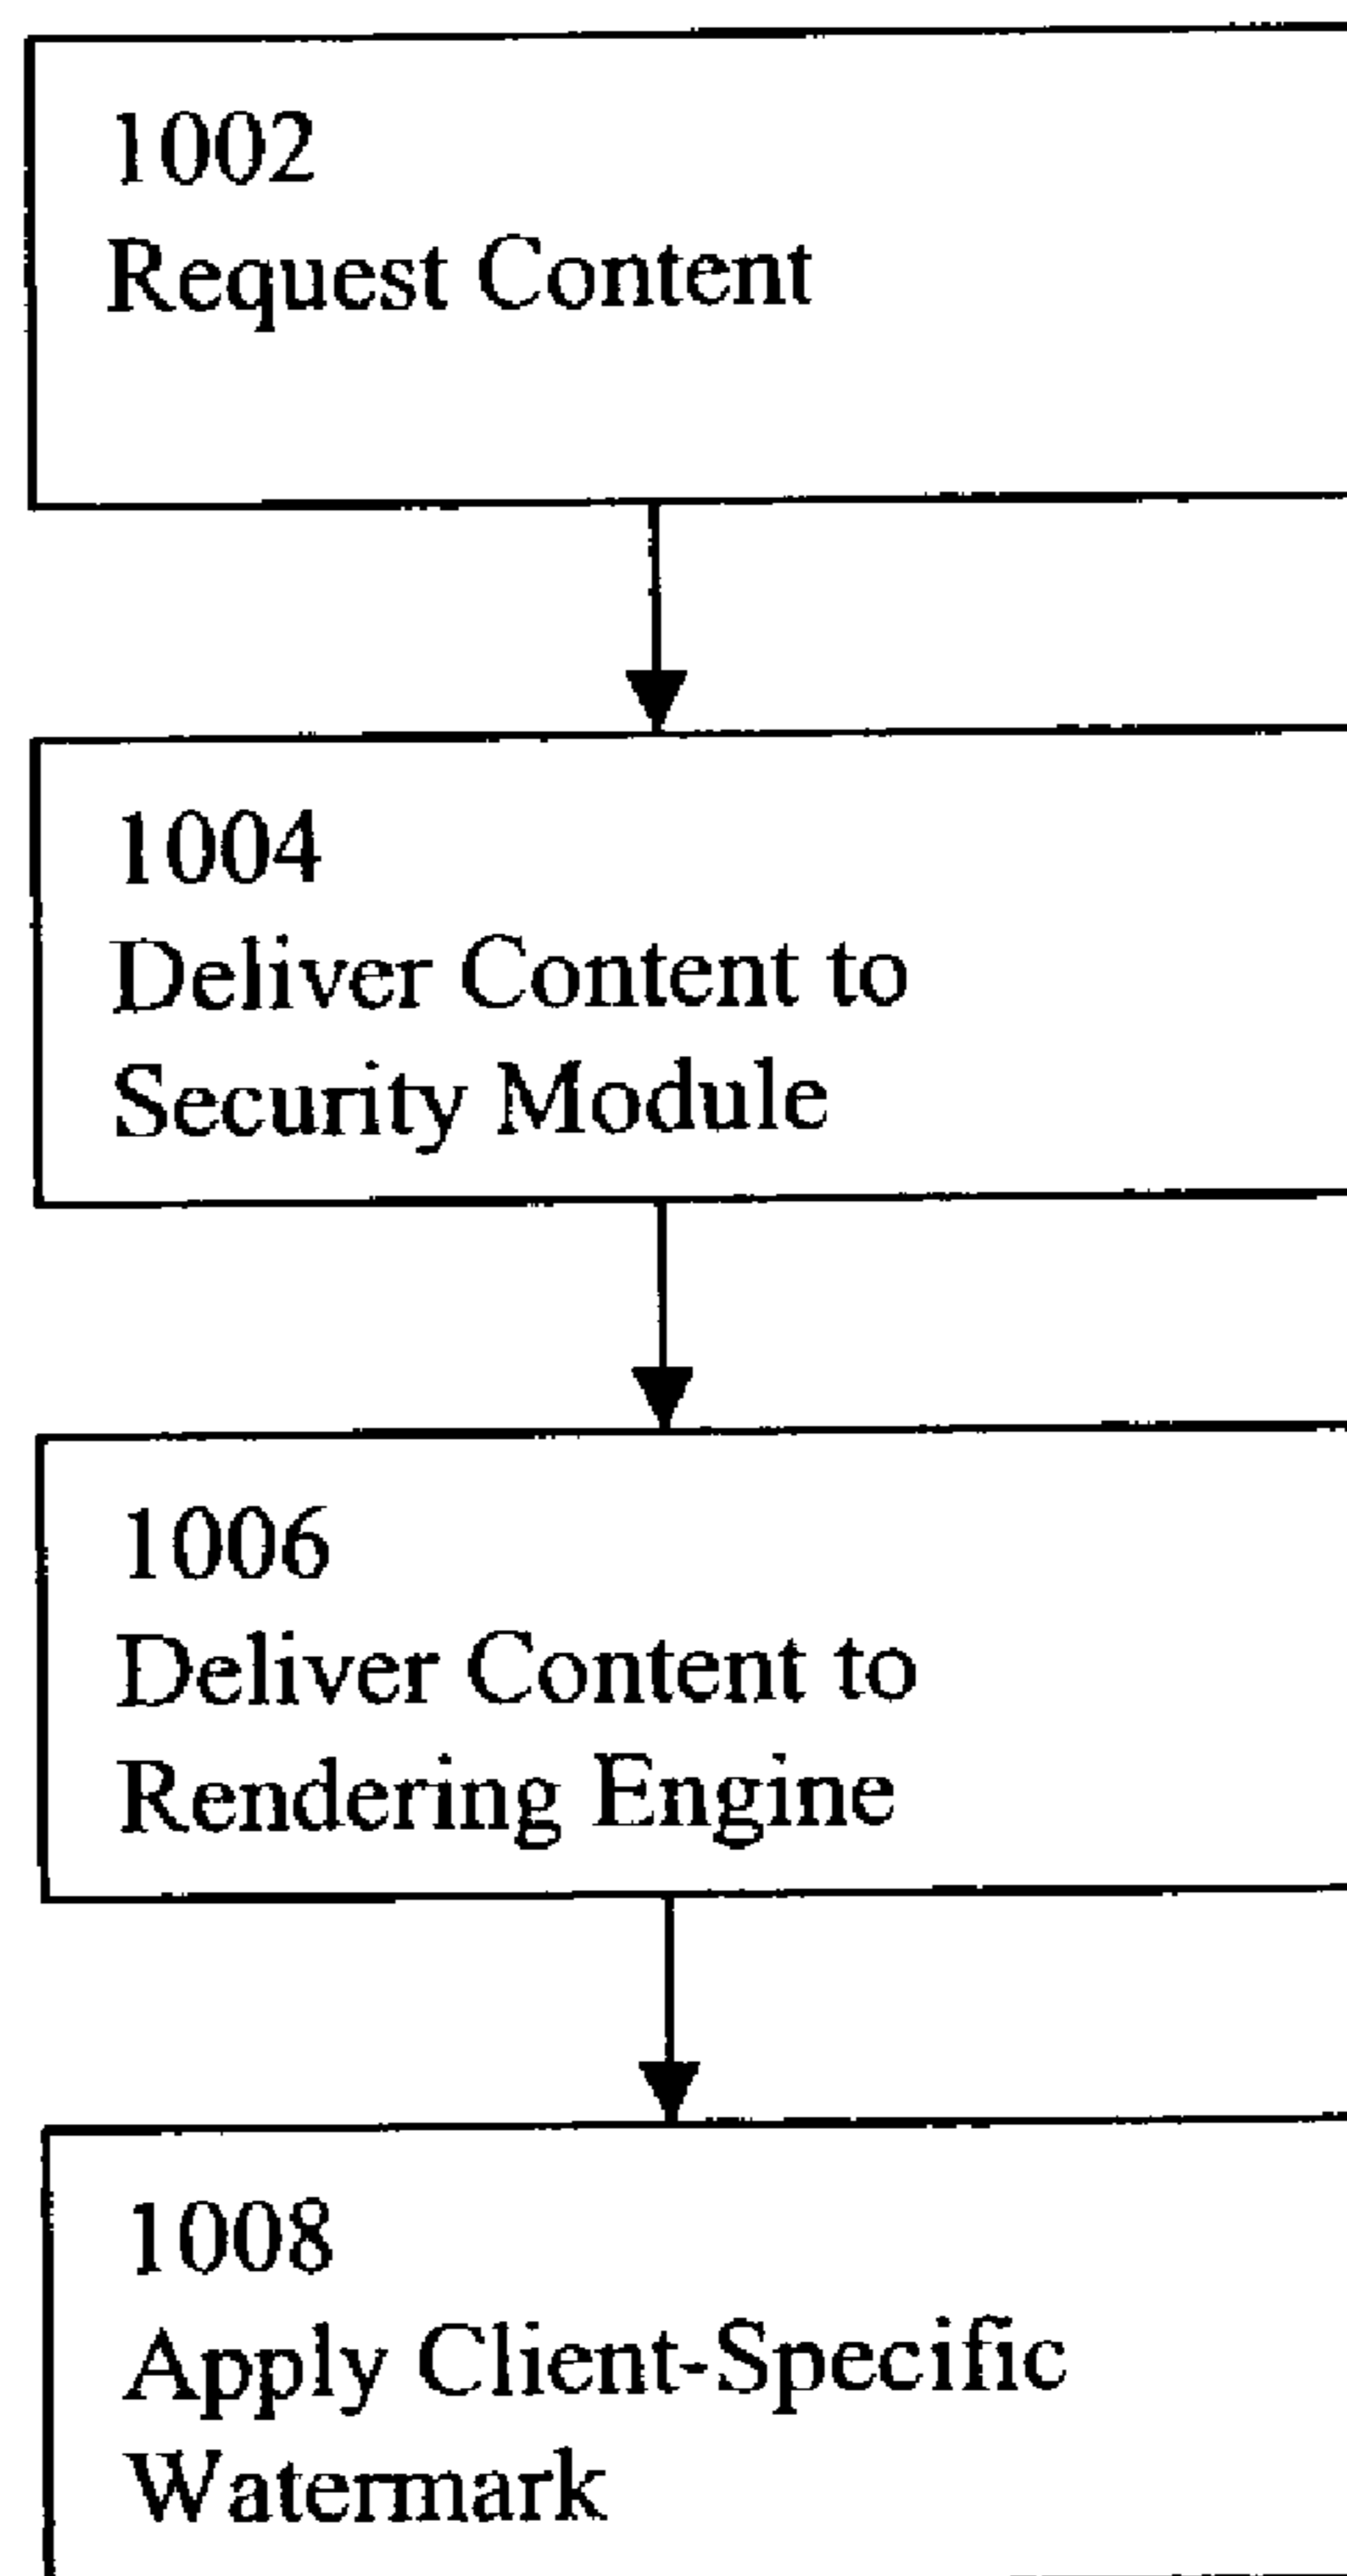 1002
Request Content
1004
Deliver Content to
Security Module
1006
Deliver Content to
Rendering Engine
1008
Apply Client-Specific
Watermark